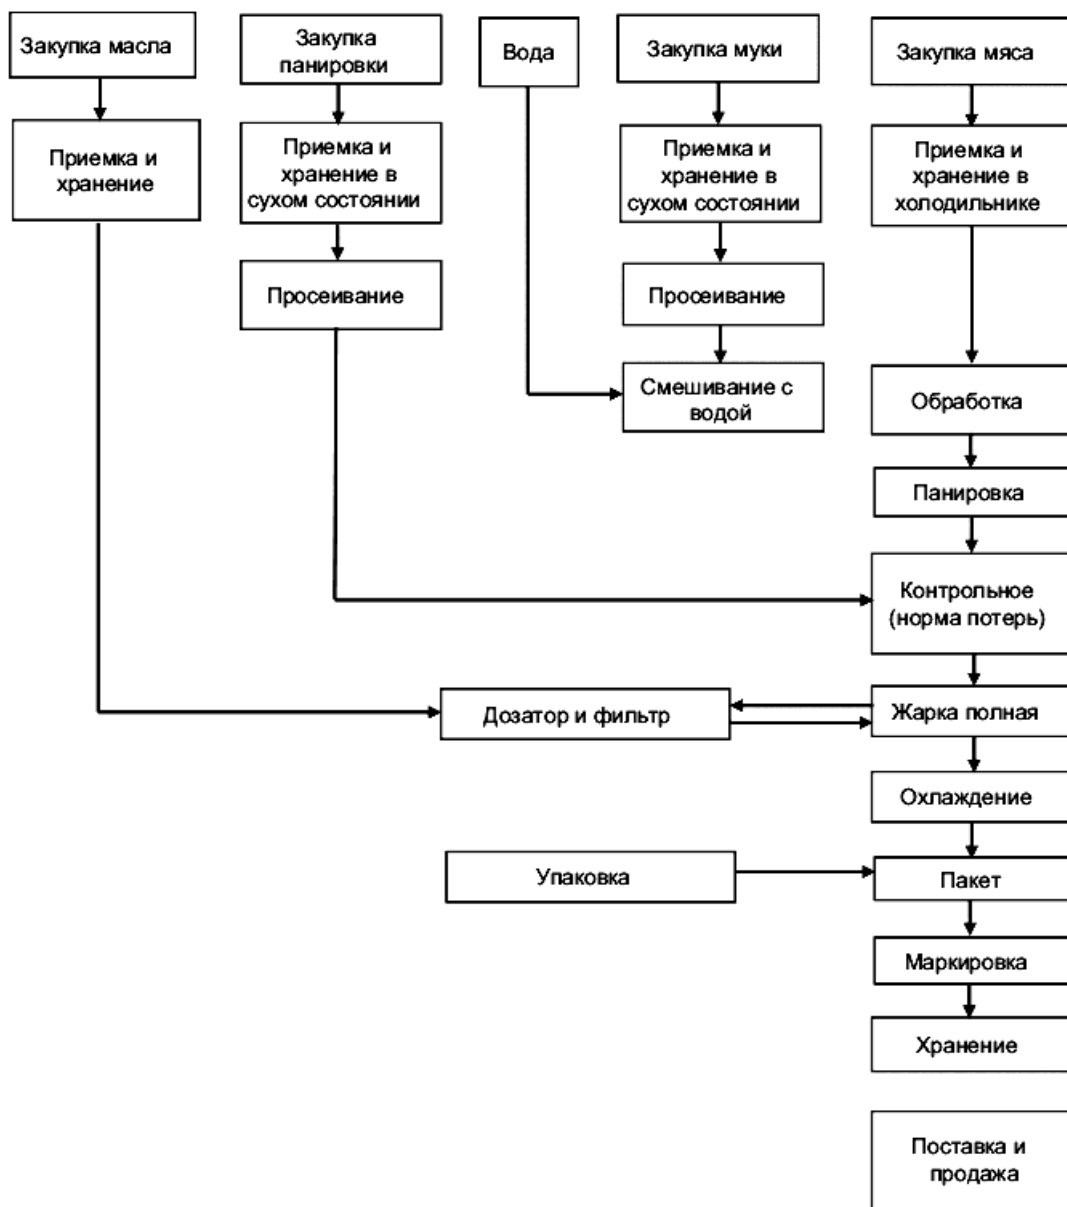 Закупка масла
Закупка
панировки
Вода
Закупка муки
Закупка мяса
Приемка и
хранение
Приемка и
хранение в
сухом состоянии
Приемка и
хранение в
сухом состоянии
Приемка и
хранение в
холодильнике
Просеивание
Просеивание
Смешивание с
водой
Обработка
Панировка
Контрольное
(норма потерь)
Дозатор и фильтр
Жарка полная
Охлаждение
Упаковка
Пакет
Маркировка
Хранение
Поставка и
продажа